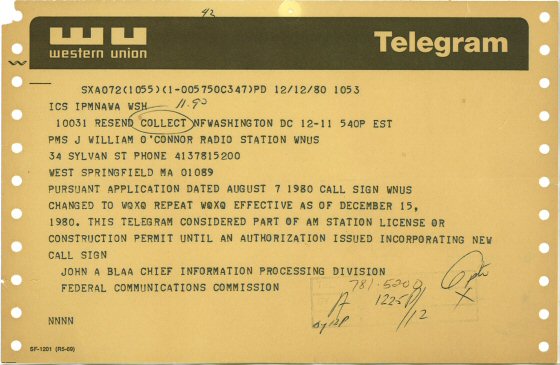 42
WU
western union
Telegram
SXA072(1055)(1-005750C347)PD 12/12/80 1053
ICS IPMNAWA WSH
11.90
10031 RESEND COLLECT NFWASHINGTON DC 12-11 540P EST
PMS J WILLIAM O'CONNOR RADIO STATION WNUS
34 SYLVAN ST PHONE 4137815200
WEST SPRINGFIELD MA 01089
PURSUANT APPLICATION DATED AUGUST 7 1980 CALL SIGN WNUS
CHANGED TO WQXQ REPEAT WQXQ EFFECTIVE AS OF DECEMBER 15,
1980. THIS TELEGRAM CONSIDERED PART OF AM STATION LICENSE OR
CONSTRUCTION PERMIT UNTIL AN AUTHORIZATION ISSUED INCORPORATING NEW
CALL SIGN
JOHN A BLAA CHIEF INFORMATION PROCESSING DIVISION
FEDERAL COMMUNICATIONS COMMISSION
781-5200
1225P
12
X
NNNN
SF-1201 (R5-69)